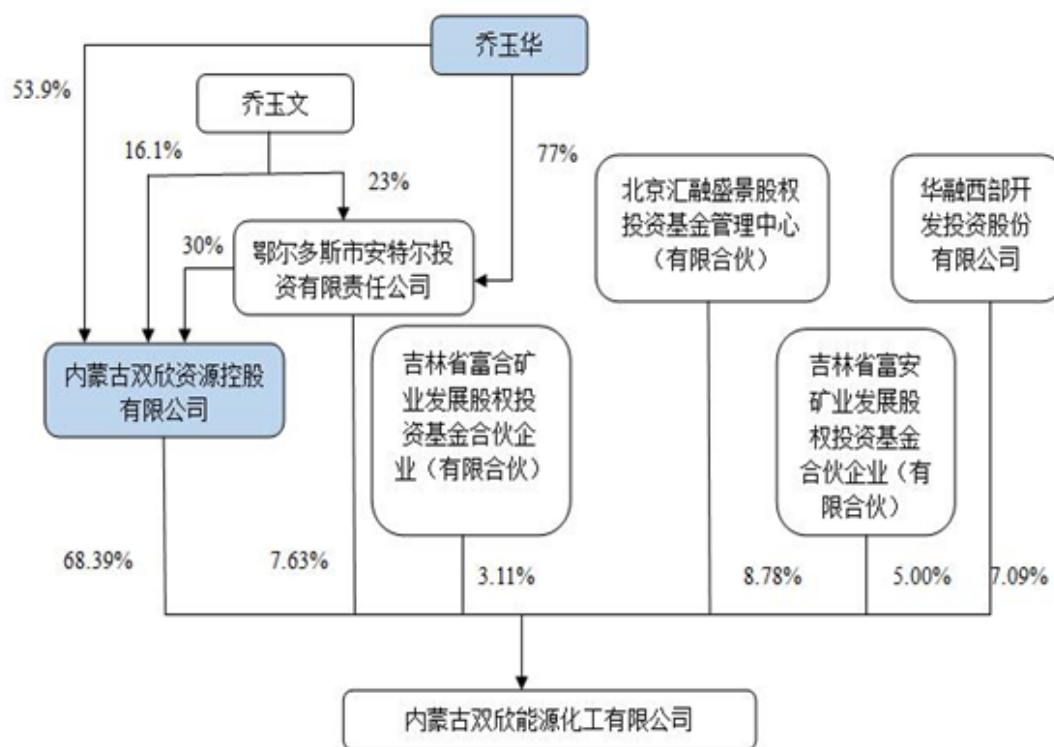 乔玉华
53.9%
乔玉文
16.1%
23%
77%
30%
鄂尔多斯市安特尔投
资有限责任公司
北京汇融盛景股权
投资基金管理中心
（有限合伙）
华融西部开
发投资股份
有限公司
内蒙古双欣资源控股
有限公司
吉林省富合矿
业发展股权投
资基金合伙企
业（有限合伙）
吉林省富安
矿业发展股
权投资基金
合伙企业（有
限合伙）
68.39%
7.63%
3.11%
8.78%
5.00%
7.09%
内蒙古双欣能源化工有限公司